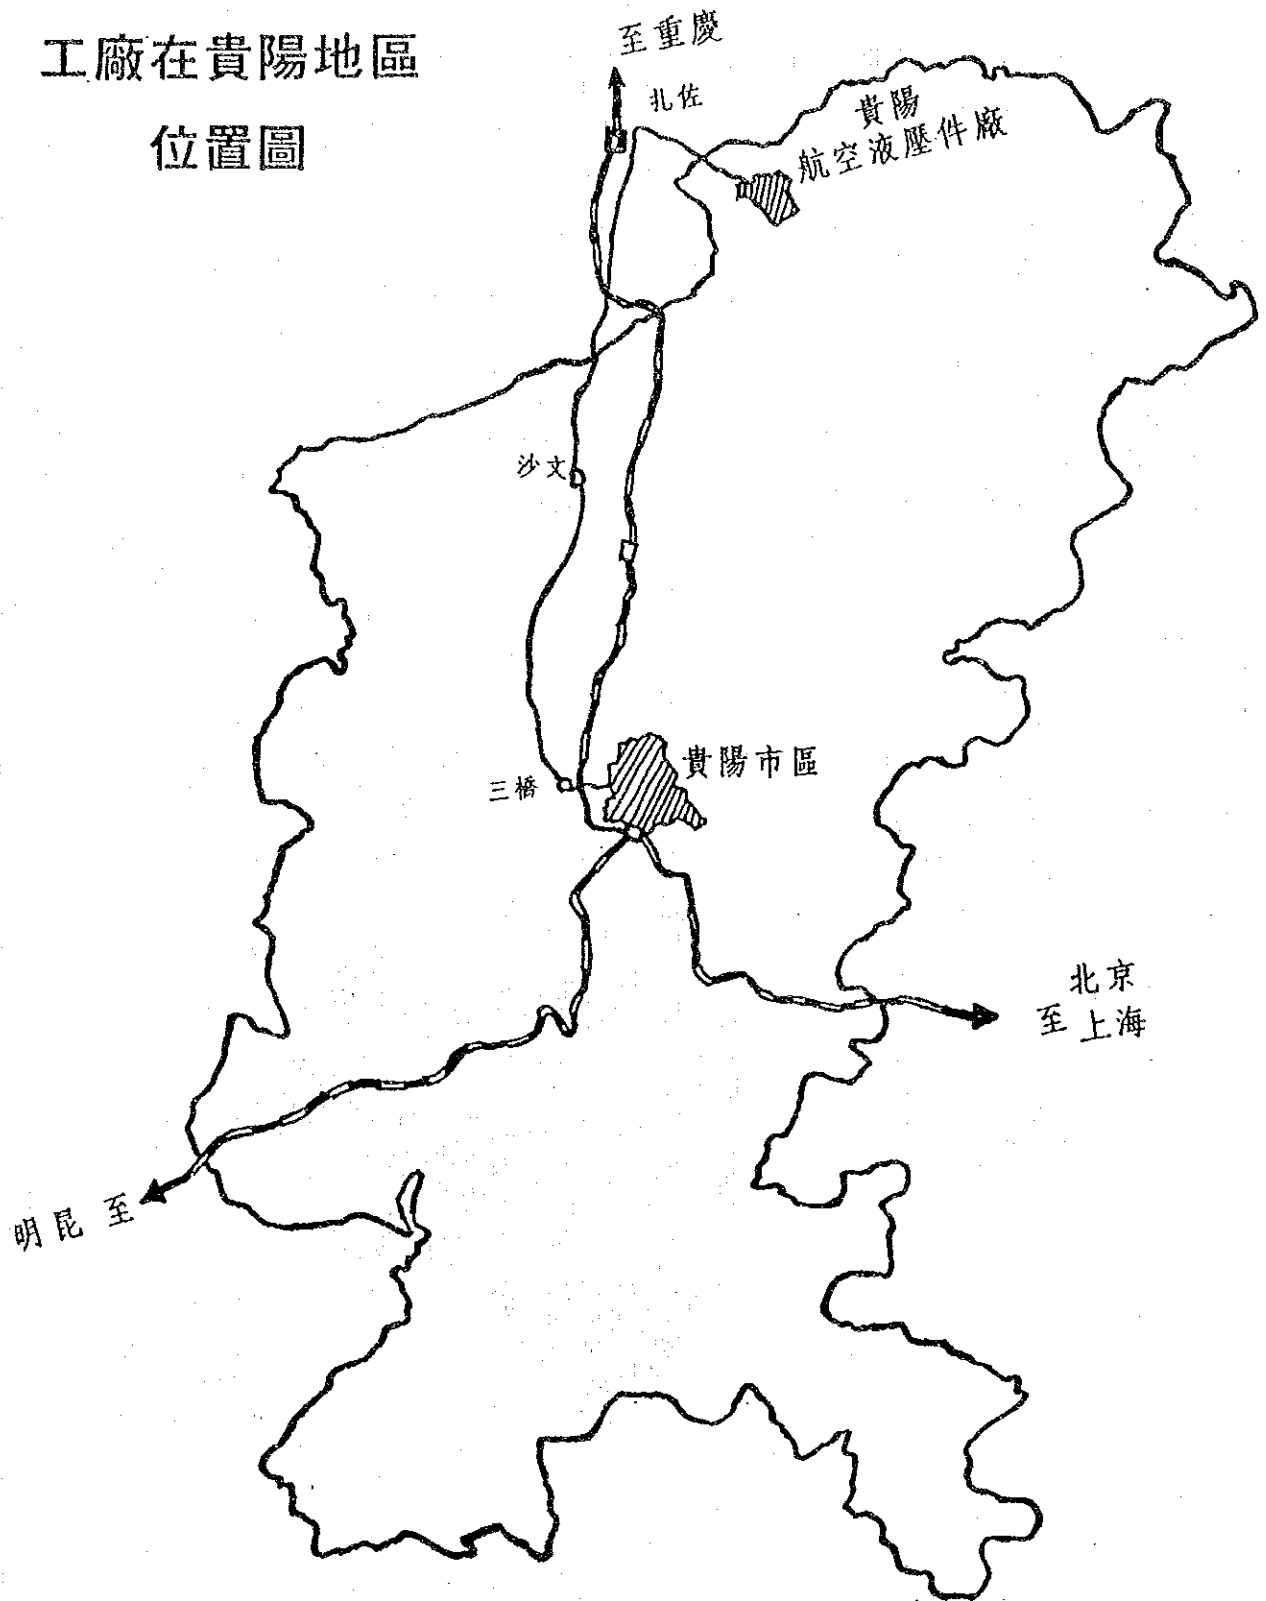 工廠在貴陽地區
位置圖
至重慶
扎佐
貴陽
航空液壓件廠
沙文
三橋
貴陽市區
北京
至 上海
明昆 至